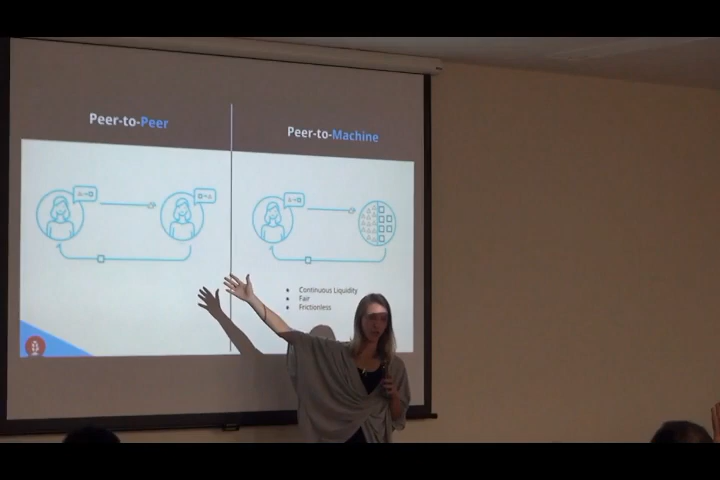 Peer-to-Peer
Peer-to-Machine
Continuous Liquidity
Fair
Frictionless